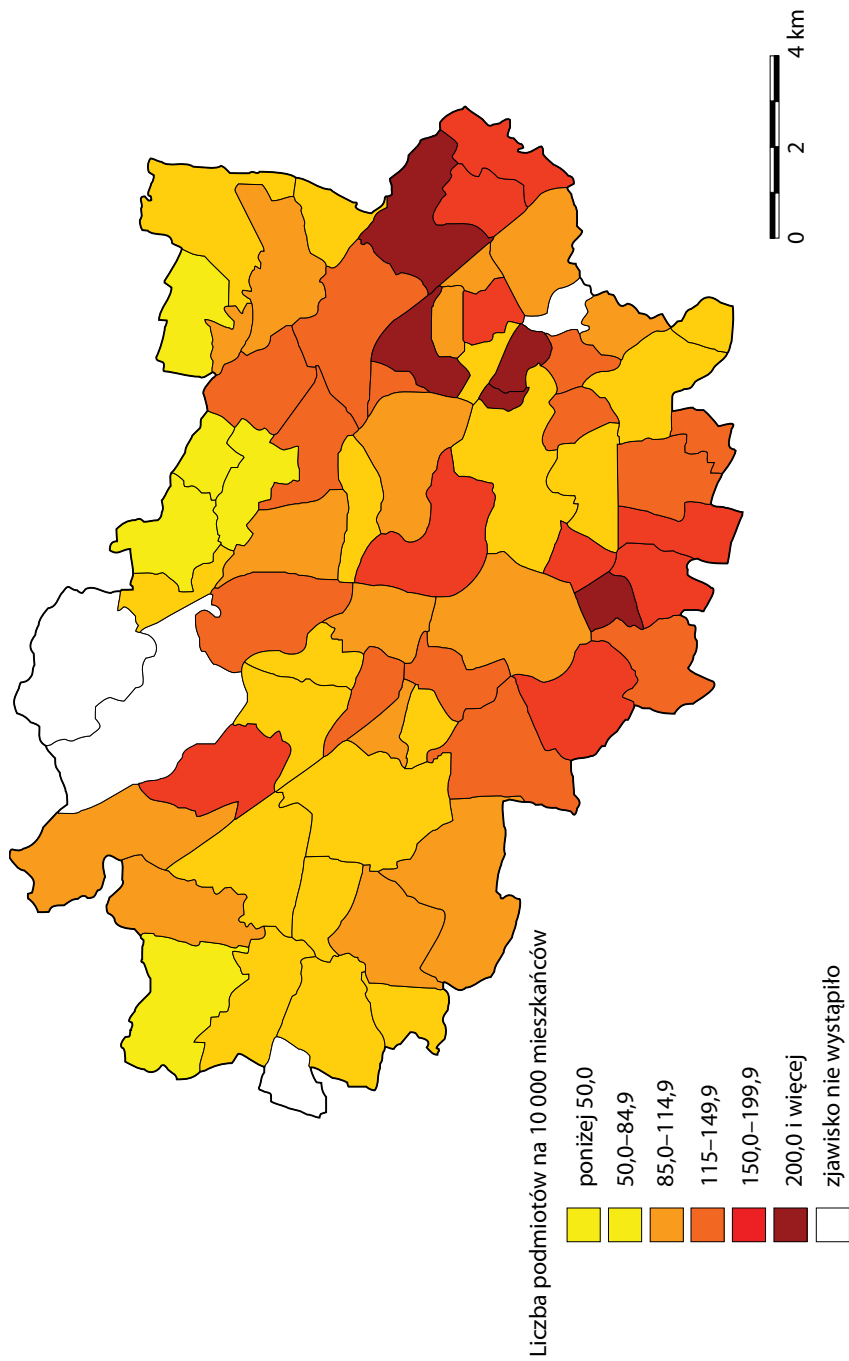 Liczba podmiotów na 10 000 mieszkańców
poniżej 50,0
50,0–84,9
85,0–114,9
115–149,9
150,0–199,9
200,0 i więcej
zjawisko nie wystąpiło
0 2 4 km